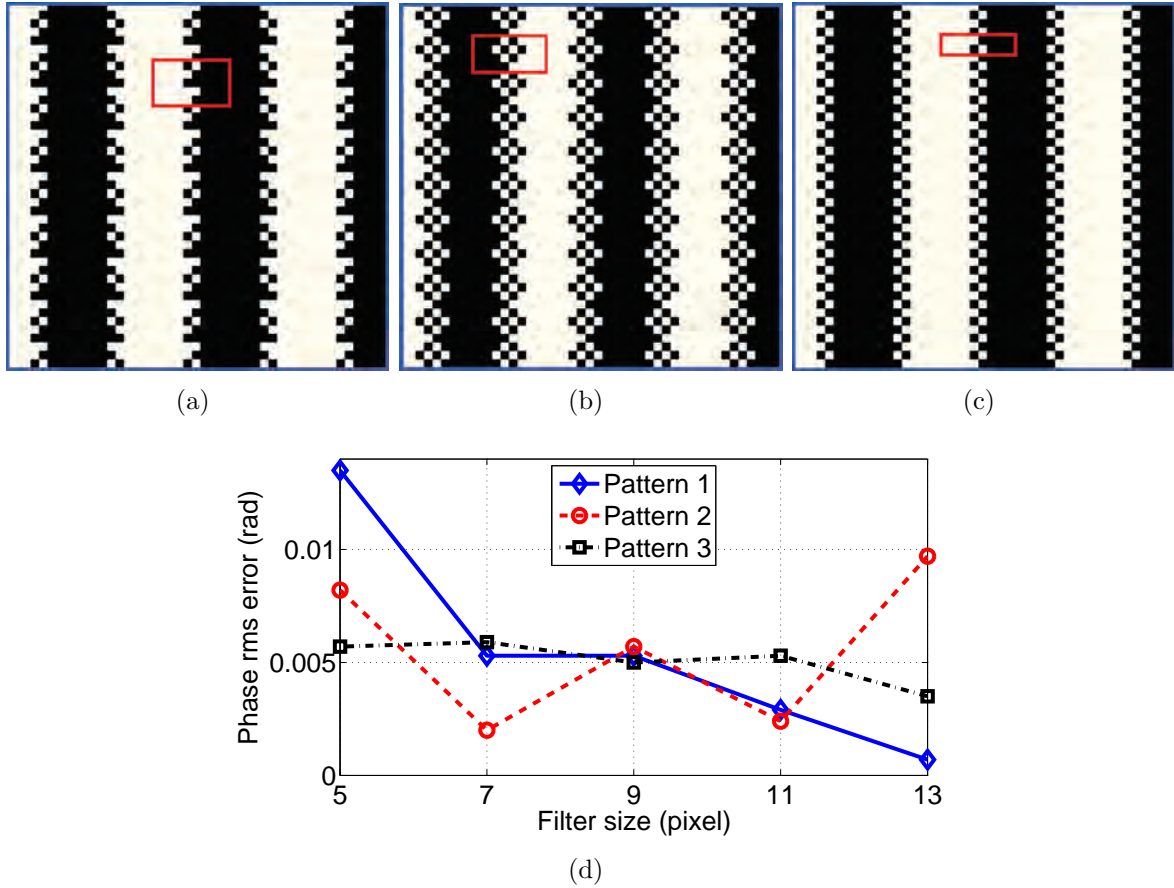 (a)
(b)
(c)
Phase rms error (rad)
0.01
0.005
0
Pattern 1
Pattern 2
Pattern 3
5
7
9
11
13
Filter size (pixel)
(d)